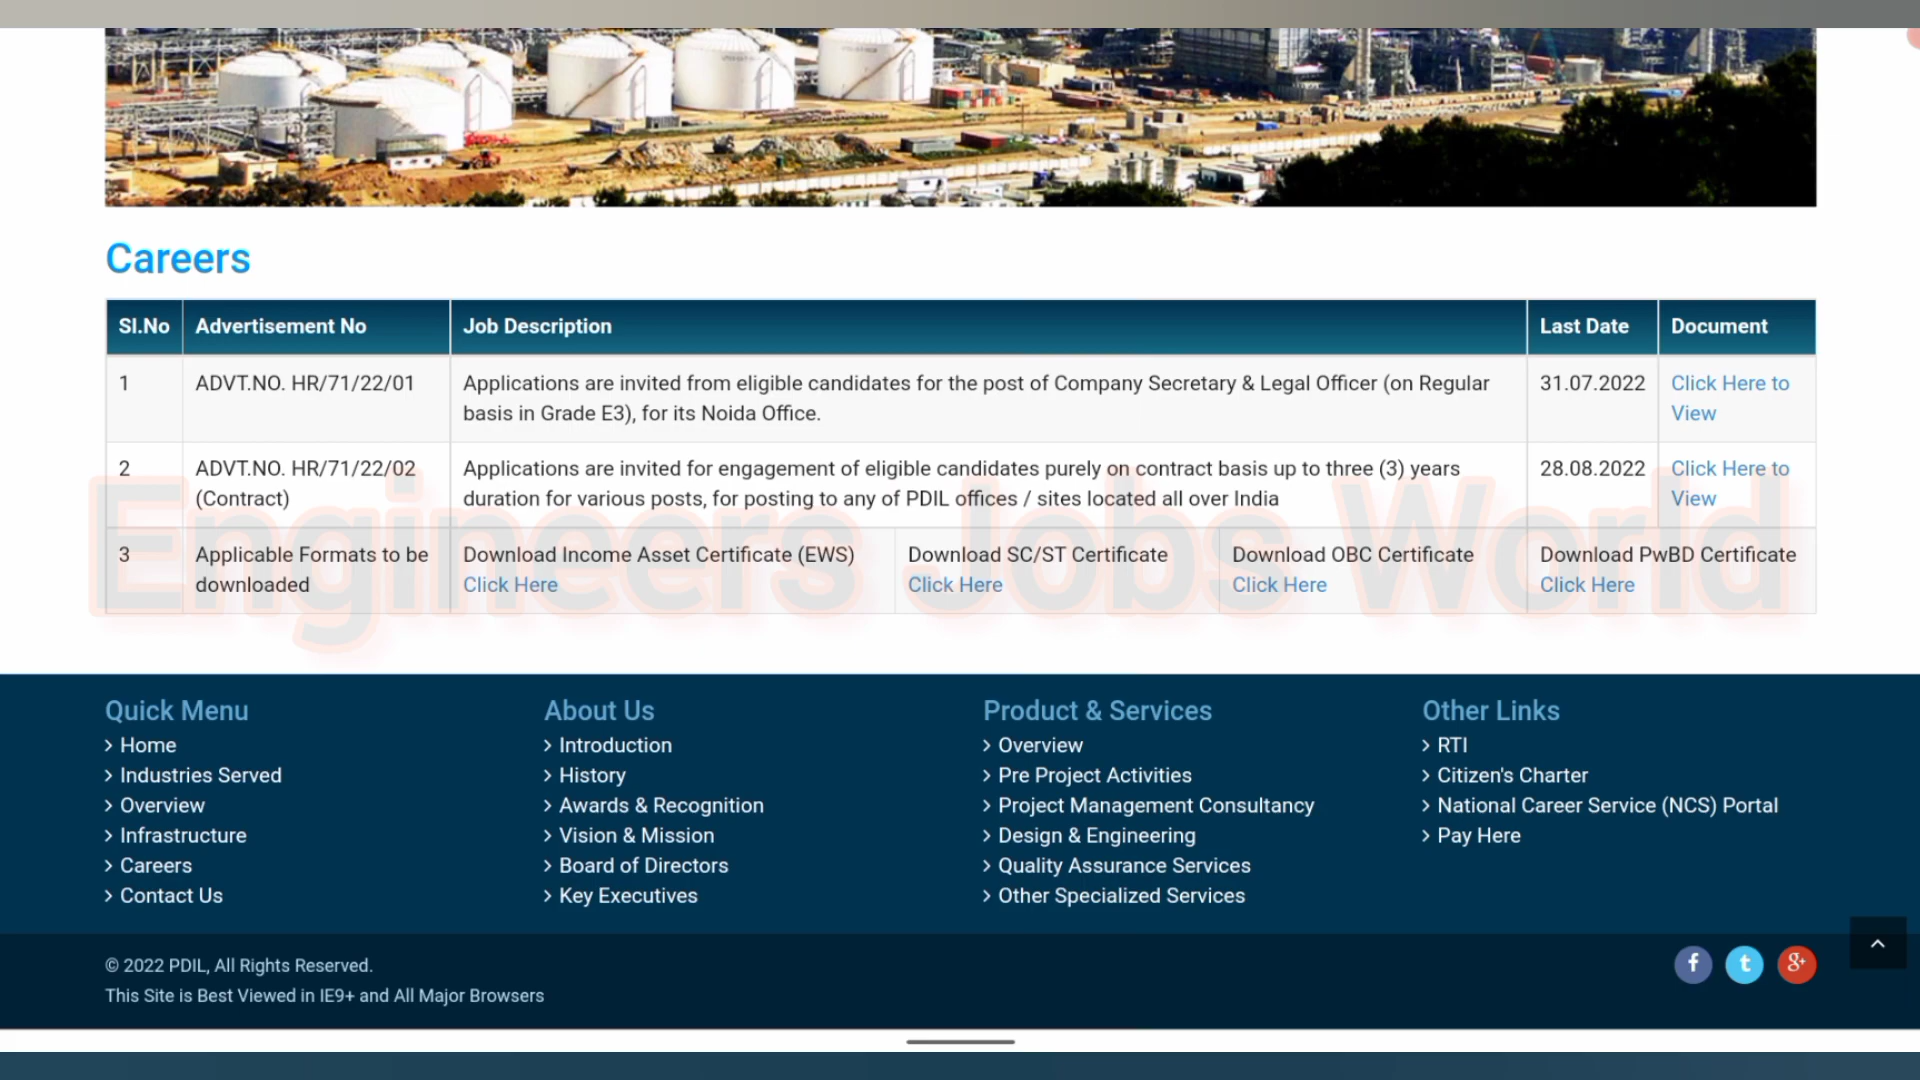 Careers
Sl.No Advertisement No Job Description Last Date Document
1 ADVT.NO. HR/71/22/01 Applications are invited from eligible candidates for the post of Company Secretary & Legal Officer (on Regular 31.07.2022 Click Here to
basis in Grade E3), for its Noida Office. View
2 ADVT.NO. HR/71/22/02 Applications are invited for engagement of eligible candidates purely on contract basis up to three (3) years 28.08.2022 Click Here to
(Contract) duration for various posts, for posting to any of PDIL offices / sites located all over India View
Engineers Jobs World
3 Applicable Formats to be Download Income Asset Certificate (EWS) Download SC/ST Certificate Download OBC Certificate Download PwBD Certificate
downloaded Click Here Click Here Click Here Click Here
Quick Menu About Us Product & Services Other Links
Home Introduction Overview RTI
Industries Served History Pre Project Activities Citizen's Charter
Overview Awards & Recognition Project Management Consultancy National Career Service (NCS) Portal
Infrastructure Vision & Mission Design & Engineering Pay Here
Careers Board of Directors Quality Assurance Services
Contact Us Key Executives Other Specialized Services
© 2022 PDIL, All Rights Reserved.
This Site is Best Viewed in IE9+ and All Major Browsers
f t g+